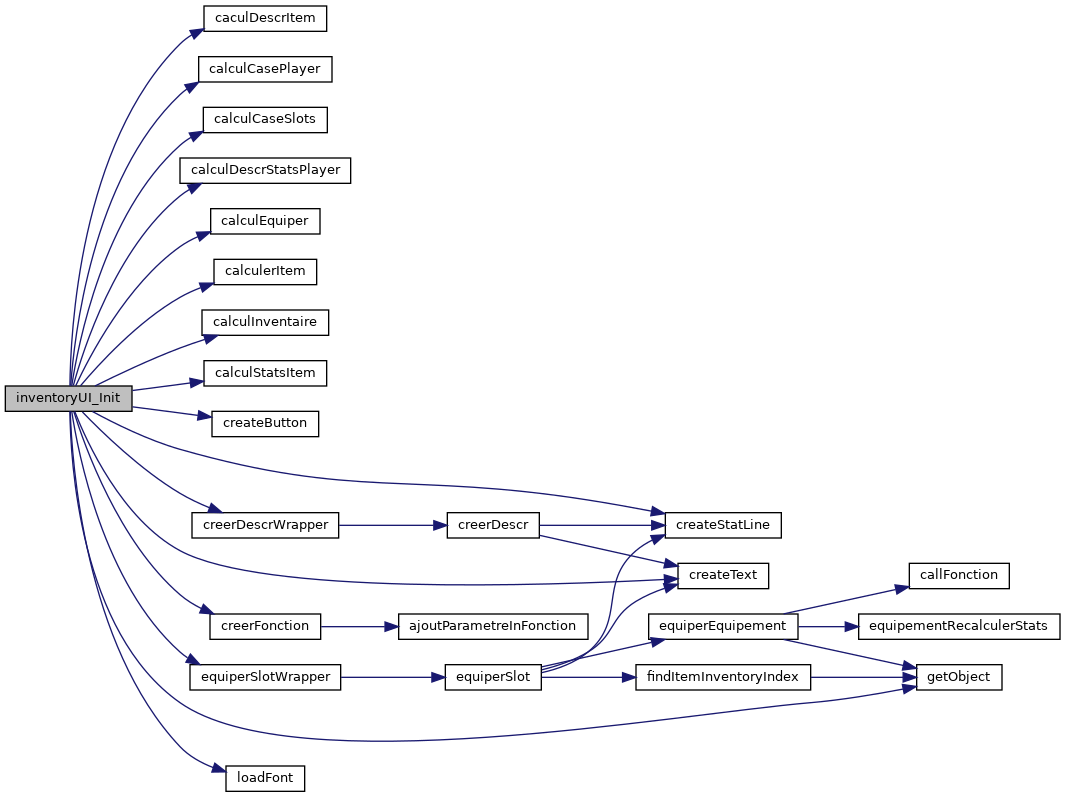 caculDescrItem
calculCasePlayer
calculCaseSlots
calculDescrStatsPlayer
calculEquiper
calculerItem
calculInventaire
calculStatsItem
inventoryUI_Init
createButton
creerDescrWrapper
creerDescr
createStatLine
createText
callFonction
creerFonction
ajoutParametreInFonction
equiperEquipement
equipementRecalculerStats
equiperSlotWrapper
equiperSlot
findItemInventoryIndex
getObject
loadFont